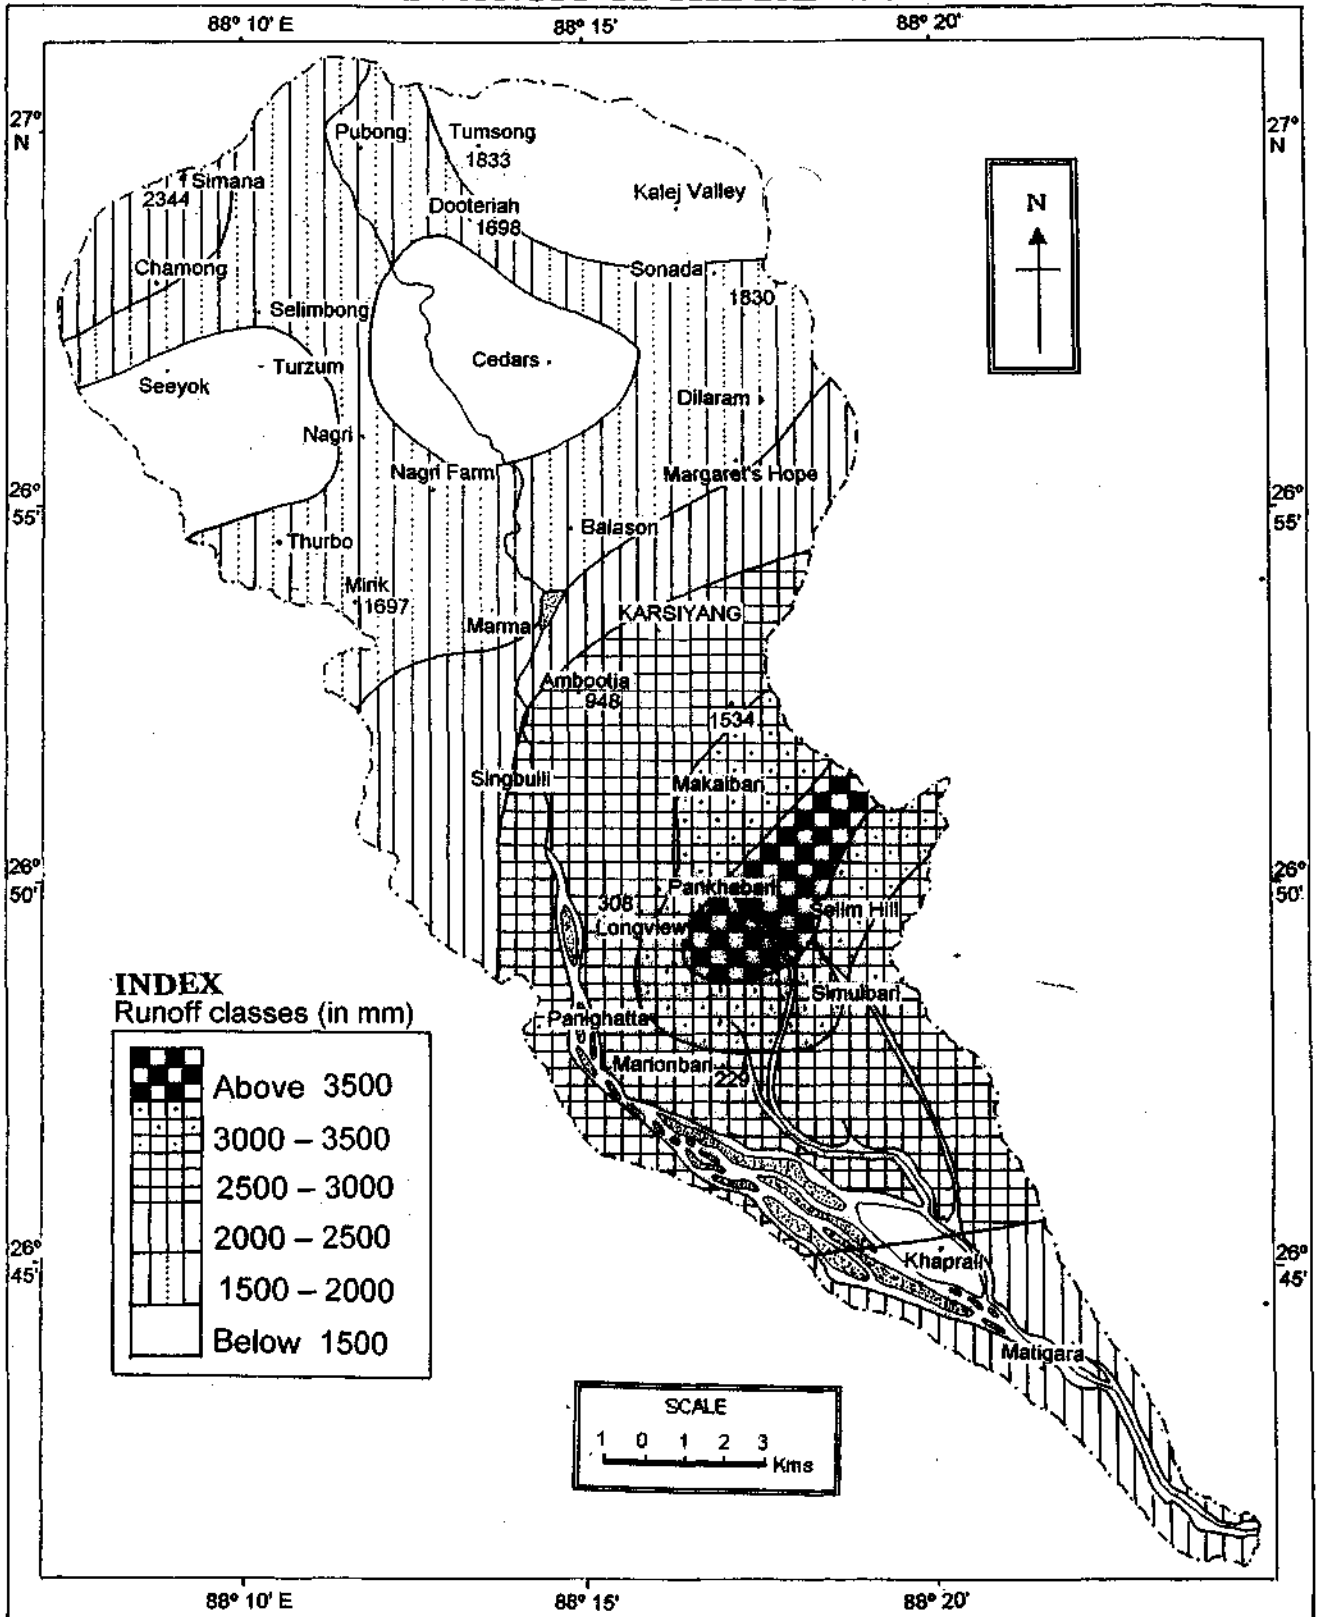 88° 10' E
88° 15'
88° 20'
27°
N
27°
N
Pubong
Tumsong
1833
Simana
2344
Kalej Valley
Dooteriah
1698
Chamong
Sonada
1830
Selimbong
Turzum
Cedars
Seeyok
Dilaram
Nagri
Nagri Farm
Margaret's Hope
26°
55'
26°
55'
Balason
Thurbo
Mirik
1697
KARSIYANG
Marma
Ambootia
948
1534
Singbulli
Makaibari
26°
50'
26°
50'
Pankhabari
308
Longview
Selim Hill
Simulbari
Panighatta
Marionbari
229
26°
45'
26°
45'
Khaprail
Matigara
N
INDEX
Runoff classes (in mm)
Above 3500
3000 – 3500
2500 – 3000
2000 – 2500
1500 – 2000
Below 1500
SCALE
1 0 1 2 3
Kms
88° 10' E
88° 15'
88° 20'